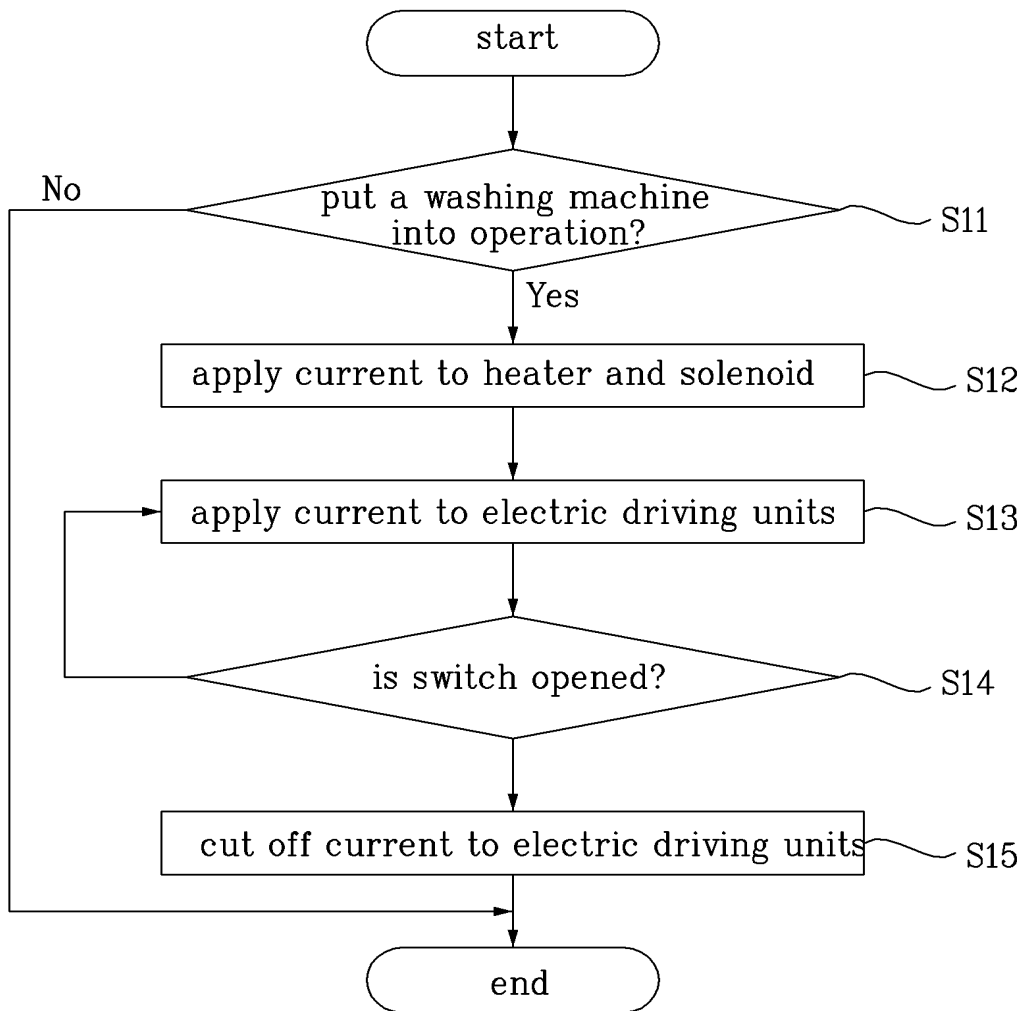 start
No
put a washing machine
into operation?
S11
Yes
apply current to heater and solenoid
S12
apply current to electric driving units
S13
is switch opened?
S14
cut off current to electric driving units
S15
end